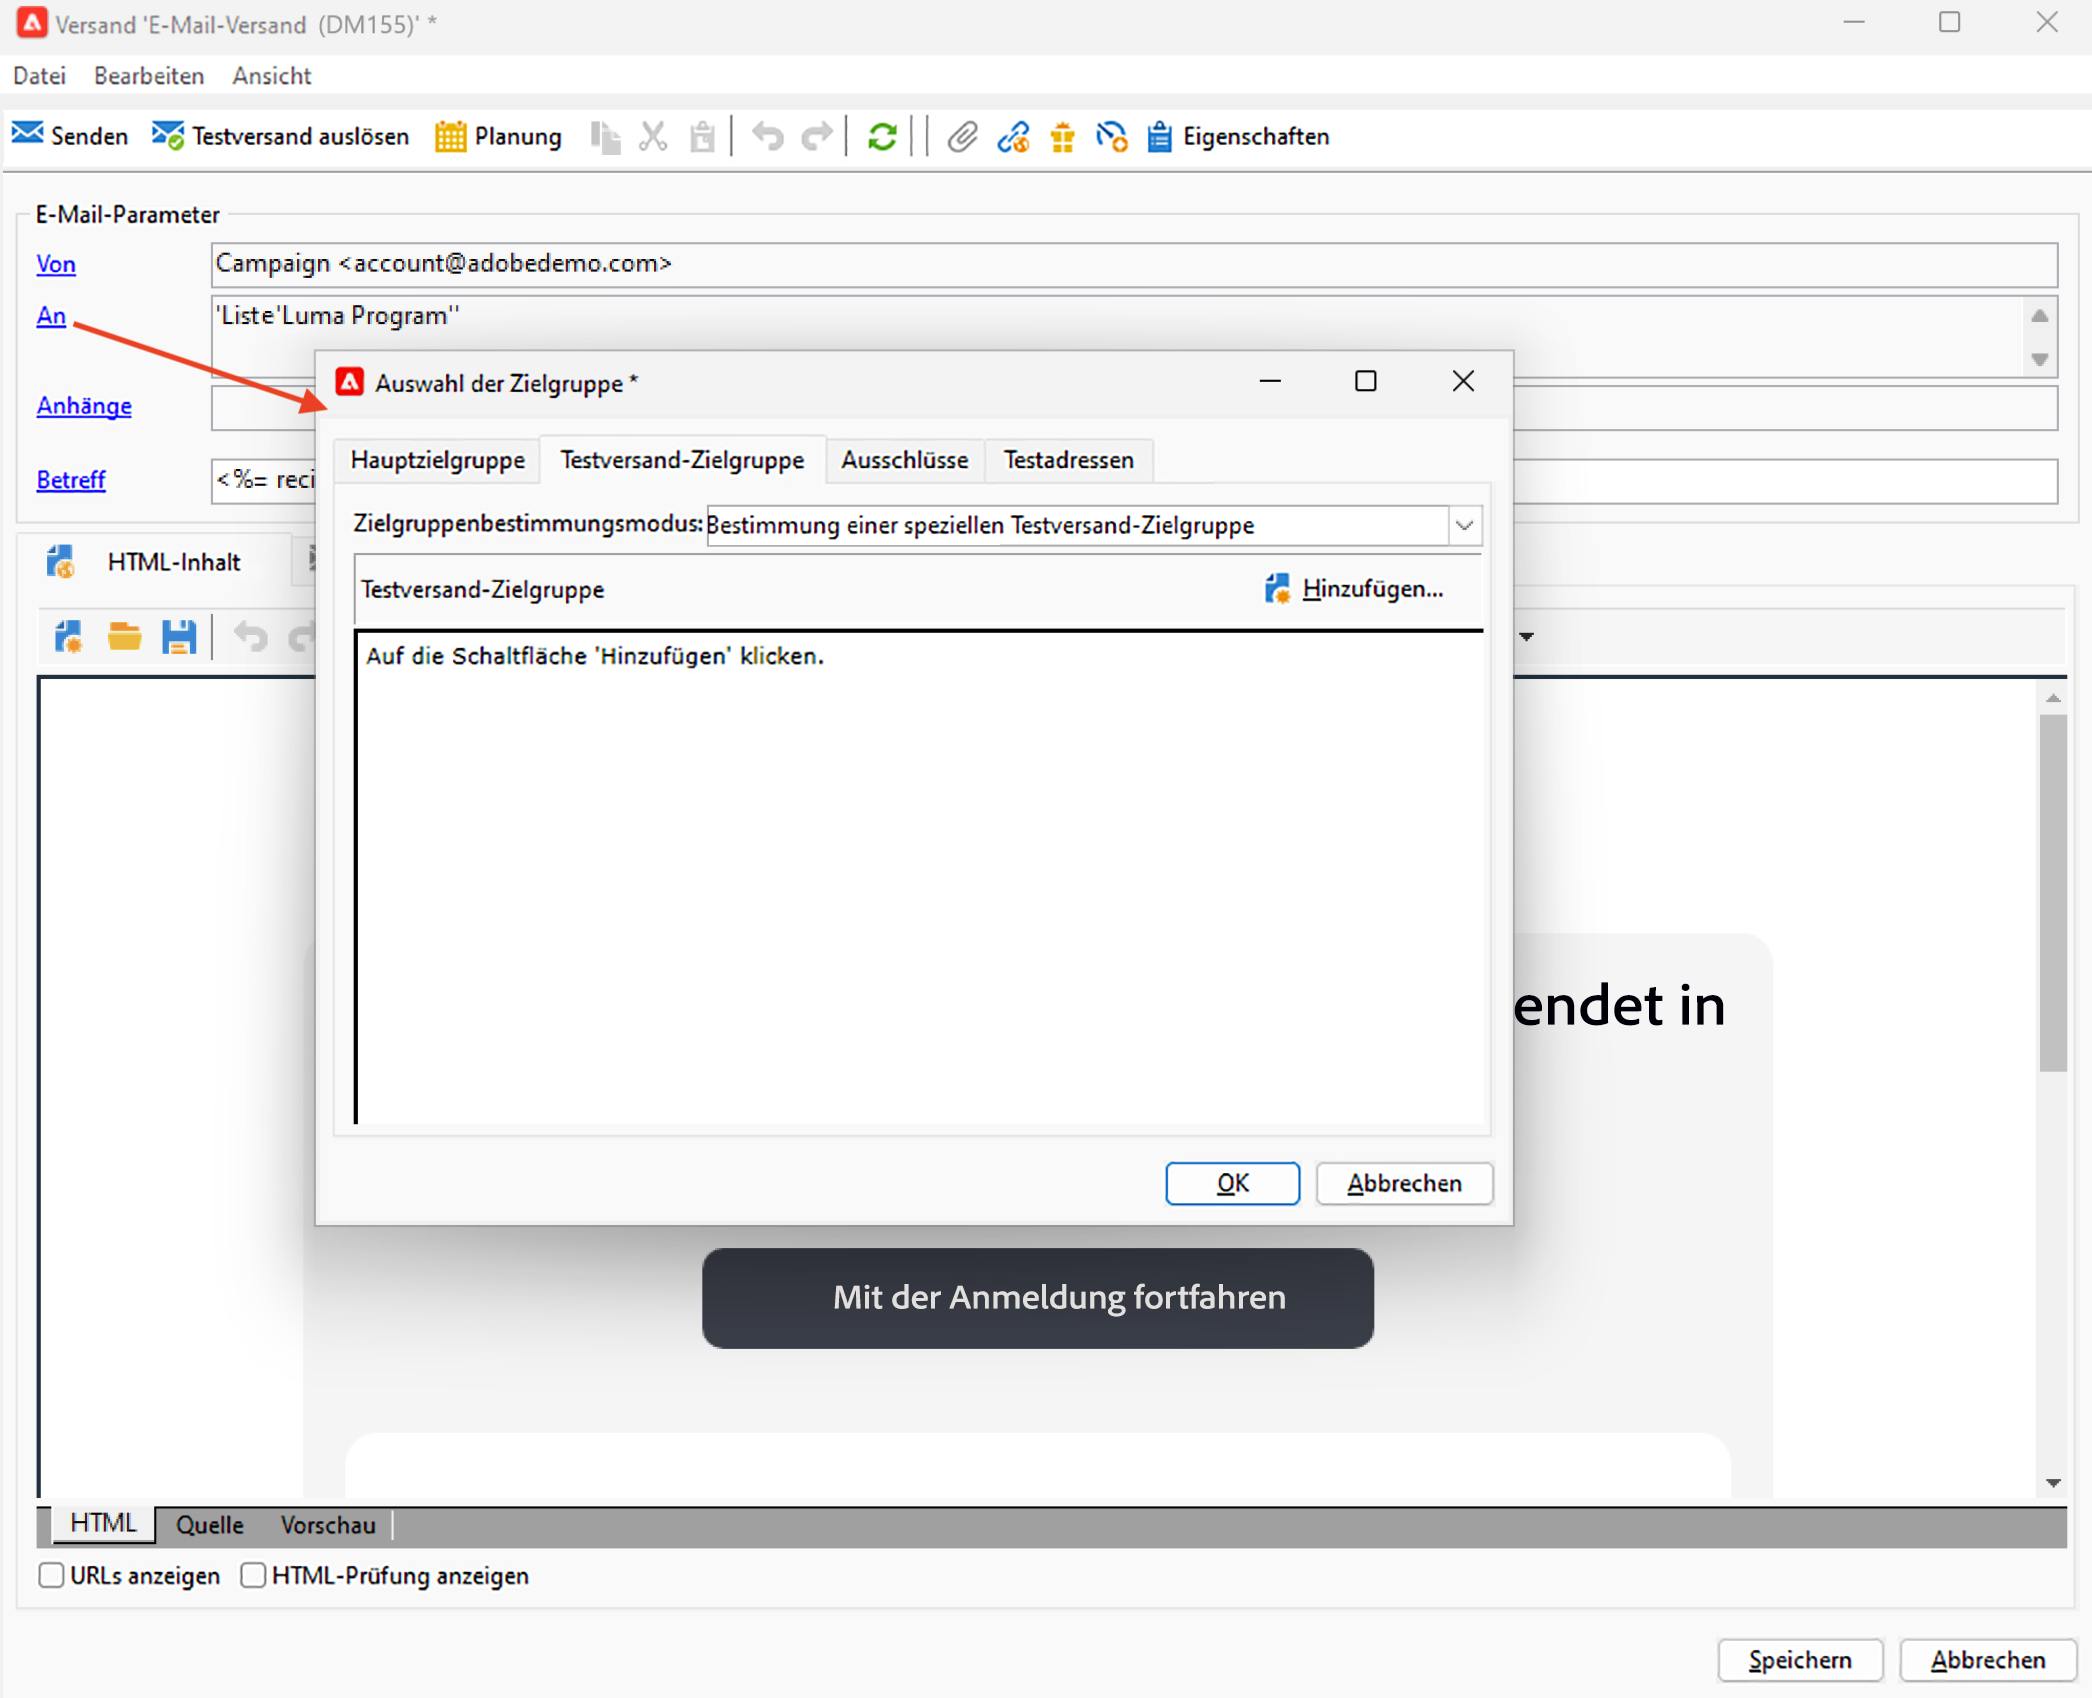 Versand 'E-Mail-Versand (DM155)' *
Datei Bearbeiten Ansicht
Senden Testversand auslösen Planung Eigenschaften
E-Mail-Parameter
Von Campaign <account@adobedemo.com>
An 'Liste'Luma Program''
Anhänge
Betreff <%= reci
Auswahl der Zielgruppe *
Hauptzielgruppe Testversand-Zielgruppe Ausschlüsse Testadressen
Zielgruppenbestimmungsmodus: Bestimmung einer speziellen Testversand-Zielgruppe
Testversand-Zielgruppe Hinzufügen...
Auf die Schaltfläche 'Hinzufügen' klicken.
OK Abbrechen
HTML-Inhalt
endet in
Mit der Anmeldung fortfahren
HTML Quelle Vorschau
URLs anzeigen HTML-Prüfung anzeigen
Speichern Abbrechen